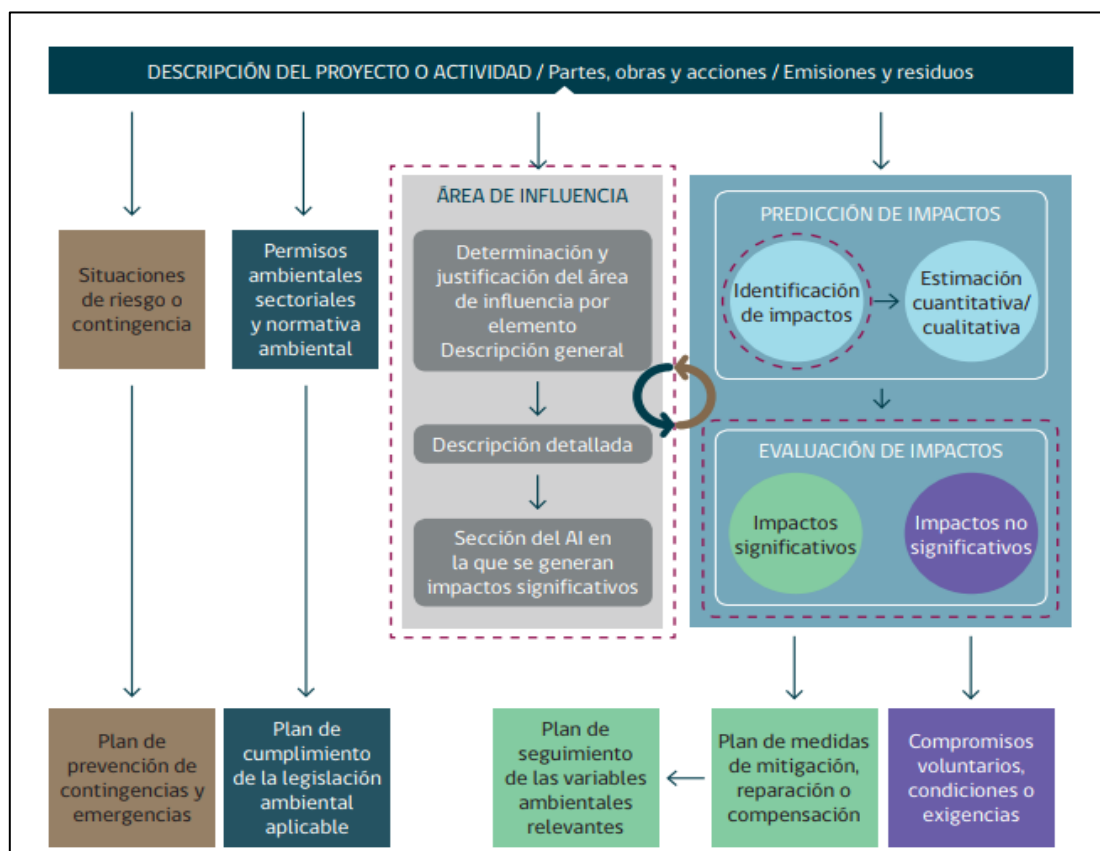 DESCRIPCIÓN DEL PROYECTO O ACTIVIDAD / Partes, obras y acciones / Emisiones y residuos
Situaciones
de riesgo o
contingencia
Permisos
ambientales
sectoriales
y normativa
ambiental
ÁREA DE INFLUENCIA
Determinación y
justificación del área
de influencia por
elemento
Descripción general
Descripción detallada
Sección del AI en
la que se generan
impactos significativos
PREDICCIÓN DE IMPACTOS
Identificación
de impactos
Estimación
cuantitativa/
cualitativa
EVALUACIÓN DE IMPACTOS
Impactos
significativos
Impactos no
significativos
Plan de
prevención de
contingencias y
emergencias
Plan de
cumplimiento
de la legislación
ambiental
aplicable
Plan de
seguimiento
de las variables
ambientales
relevantes
Plan de medidas
de mitigación,
reparación o
compensación
Compromisos
voluntarios,
condiciones o
exigencias